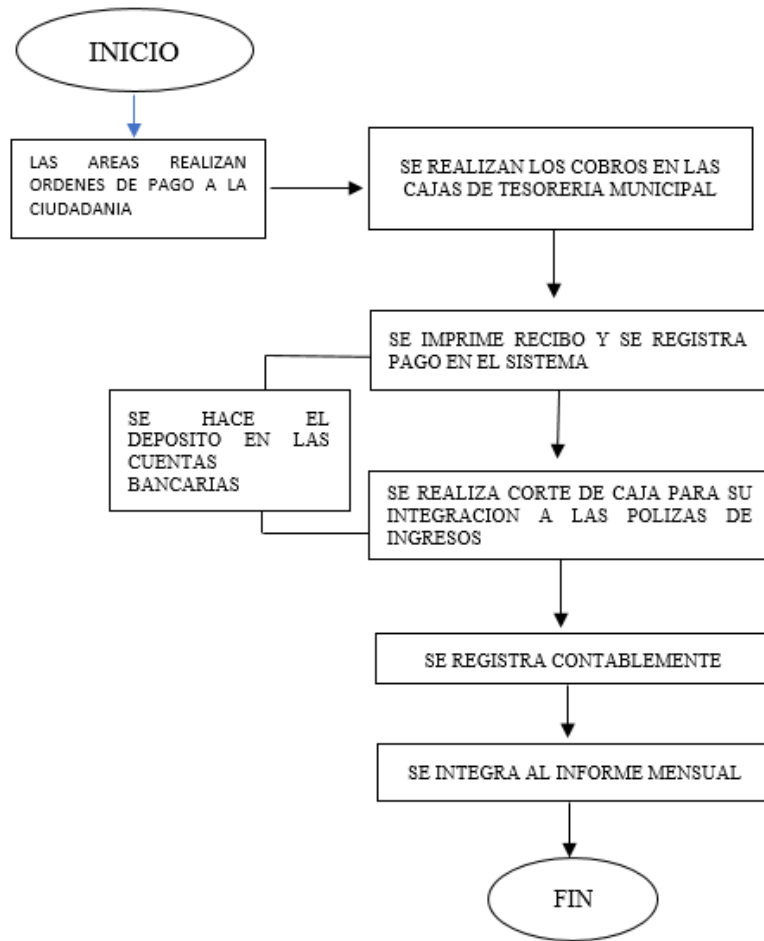 INICIO
LAS AREAS REALIZAN
ORDENES DE PAGO A LA
CIUDADANIA
SE REALIZAN LOS COBROS EN LAS
CAJAS DE TESORERIA MUNICIPAL
SE IMPRIME RECIBO Y SE REGISTRA
PAGO EN EL SISTEMA
SE HACE EL
DEPOSITO EN LAS
CUENTAS
BANCARIAS
SE REALIZA CORTE DE CAJA PARA SU
INTEGRACION A LAS POLIZAS DE
INGRESOS
SE REGISTRA CONTABLEMENTE
SE INTEGRA AL INFORME MENSUAL
FIN